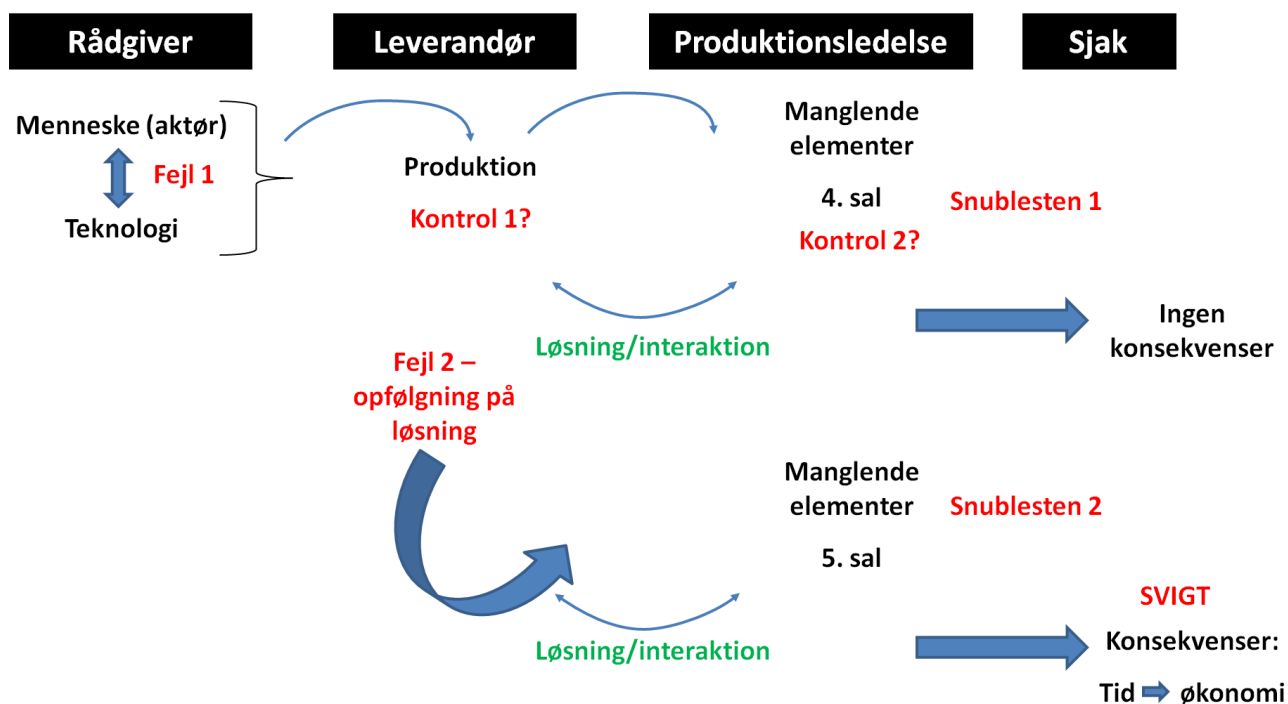 Rådgiver
Leverandør
Produktionsledelse
Sjak
Menneske (aktør)
Fejl 1
Teknologi
Produktion
Kontrol 1?
Manglende
elementer
4. sal
Kontrol 2?
Snublesten 1
Løsning/interaktion
Ingen
konsekvenser
Fejl 2 –
opfølgning på
løsning
Manglende
elementer
5. sal
Snublesten 2
Løsning/interaktion
SVIGT
Konsekvenser:
Tid økonomi